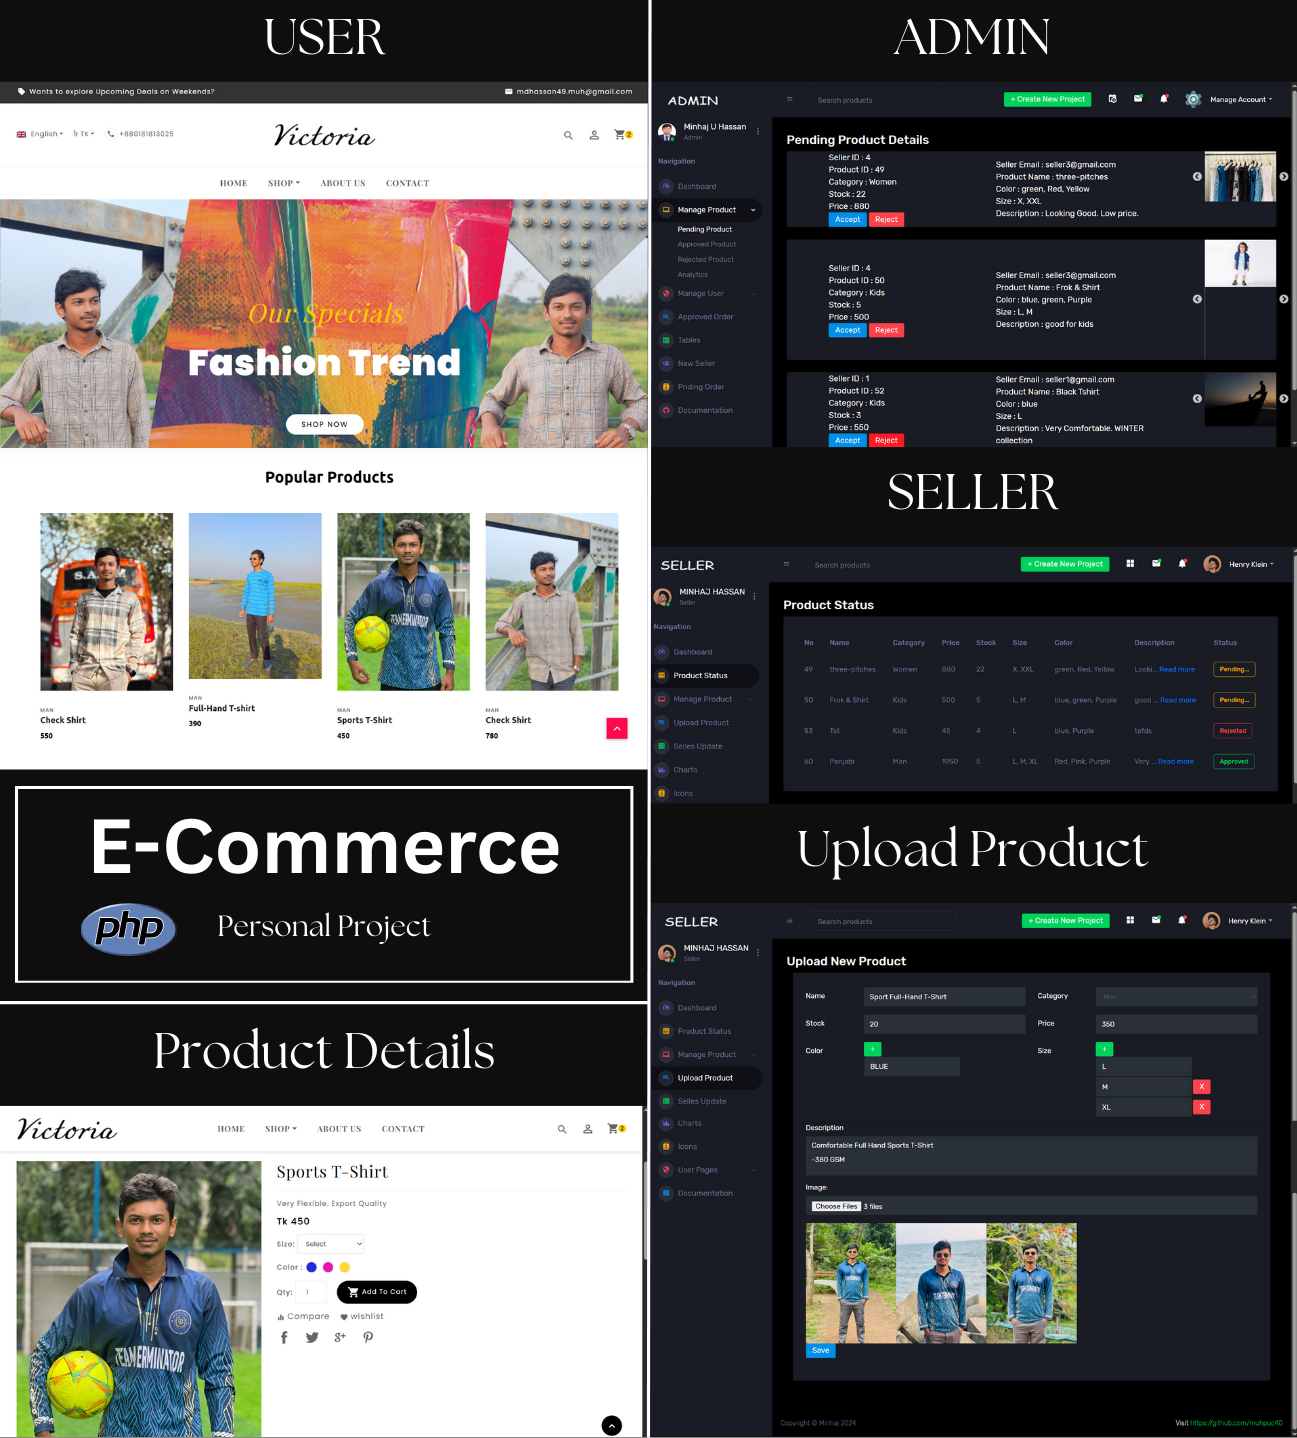 USER
Wants to explore Upcoming Deals on Weekends?
mdhassan49.muh@gmail.com
English
৳ TK
+880181813025
Victoria
2
HOME
SHOP
ABOUT US
CONTACT
Our Specials
Fashion Trend
SHOP NOW
Popular Products
MAN
Check Shirt
550
MAN
Full-Hand T-shirt
390
TEAM ERMINATOR
MAN
Sports T-Shirt
450
MAN
Check Shirt
780
E-Commerce
php
Personal Project
Product Details
Victoria
HOME
SHOP
ABOUT US
CONTACT
2
TEAM ERMINATOR
Sports T-Shirt
Very Flexible. Export Quality
Tk 450
Size: Select
Color :
Qty: 1
Add To Cart
Compare
wishlist
ADMIN
ADMIN
Search products
+ Create New Project
Manage Account
Minhaj U Hassan
Admin
Navigation
Dashboard
Manage Product
Pending Product
Approved Product
Rejected Product
Analytics
Manage User
Approved Order
Tables
New Seller
Pnding Order
Documentation
Pending Product Details
Seller ID : 4
Product ID : 49
Category : Women
Stock : 22
Price : 880
Accept
Reject
Seller Email : seller3@gmail.com
Product Name : three-pitches
Color : green, Red, Yellow
Size : X, XXL
Description : Looking Good. Low price.
Seller ID : 4
Product ID : 50
Category : Kids
Stock : 5
Price : 500
Accept
Reject
Seller Email : seller3@gmail.com
Product Name : Frok & Shirt
Color : blue, green, Purple
Size : L, M
Description : good for kids
Seller ID : 1
Product ID : 52
Category : Kids
Stock : 3
Price : 550
Accept
Reject
Seller Email : seller1@gmail.com
Product Name : Black Tshirt
Color : blue
Size : L
Description : Very Comfortable. WINTER
collection
SELLER
SELLER
Search products
+ Create New Project
Henry Klein
MINHAJ HASSAN
Seller
Navigation
Dashboard
Product Status
Manage Product
Upload Product
Selles Update
Charts
Icons
Product Status
No Name Category Price Stock Size Color Description Status
49 three-pitches Women 880 22 X, XXL green, Red, Yellow Looki... Read more Pending...
50 Frok & Shirt Kids 500 5 L, M blue, green, Purple good ... Read more Pending...
53 Tst Kids 45 4 L blue, Purple tefds Rejected
60 Panjabi Man 1950 5 L, M, XL Red, Pink, Purple Very ... Read more Approved
Upload Product
SELLER
Search products
+ Create New Project
Henry Klein
MINHAJ HASSAN
Seller
Navigation
Dashboard
Product Status
Manage Product
Upload Product
Selles Update
Charts
Icons
User Pages
Documentation
Upload New Product
Name Sport Full-Hand T-Shirt
Category Man
Stock 20
Price 350
Color +
BLUE
Size +
L
M X
XL X
Description
Comfortable Full Hand Sports T-Shirt
-380 GSM
Image:
Choose Files 3 files
Save
Copyright © Minhaj 2024
Visit https://github.com/muhpuc40